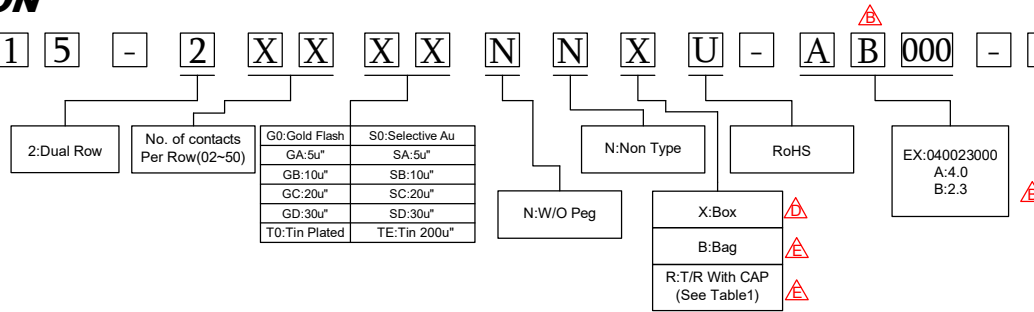 ON
B
1 5 - 2 X X X X N N X U - A B 000 -
2:Dual Row
No. of contacts
Per Row(02~50)
G0:Gold Flash S0:Selective Au
GA:5u" SA:5u"
GB:10u" SB:10u"
GC:20u" SC:20u"
GD:30u" SD:30u"
T0:Tin Plated TE:Tin 200u"
N:W/O Peg
N:Non Type
X:Box D
B:Bag E
R:T/R With CAP
(See Table1) E
RoHS
EX:040023000
A:4.0
B:2.3